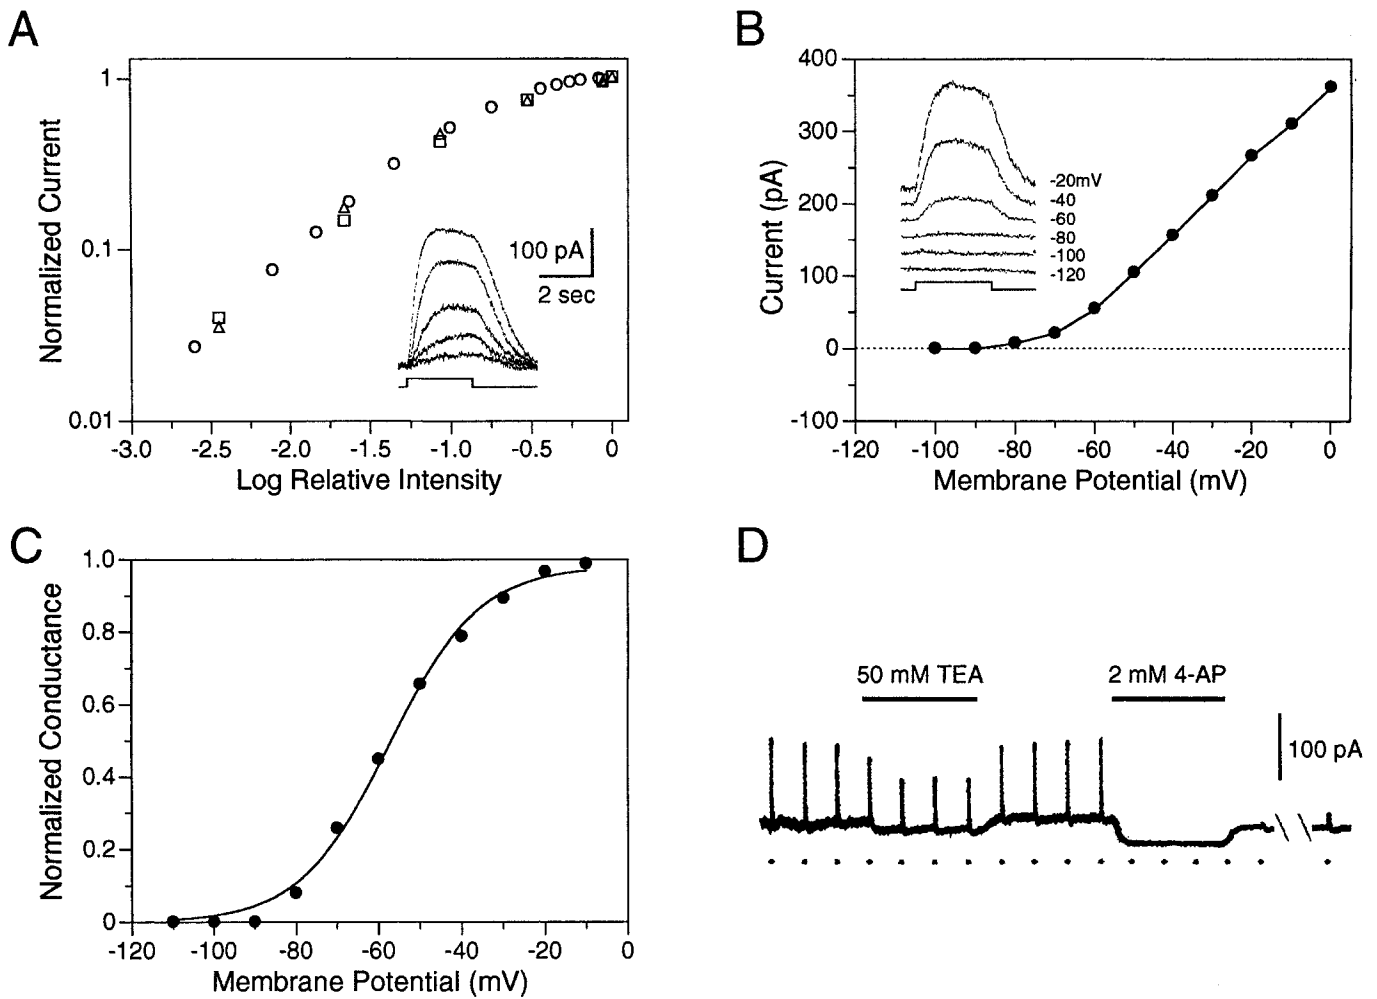 A
Normalized Current
1
0.1
0.01
-3.0 -2.5 -2.0 -1.5 -1.0 -0.5 0
Log Relative Intensity
100 pA
2 sec
B
Current (pA)
400
300
200
100
0
-100
-120 -100 -80 -60 -40 -20 0
Membrane Potential (mV)
-20mV
-40
-60
-80
-100
-120
C
Normalized Conductance
1.0
0.8
0.6
0.4
0.2
0
-120 -100 -80 -60 -40 -20 0
Membrane Potential (mV)
D
50 mM TEA
2 mM 4-AP
100 pA